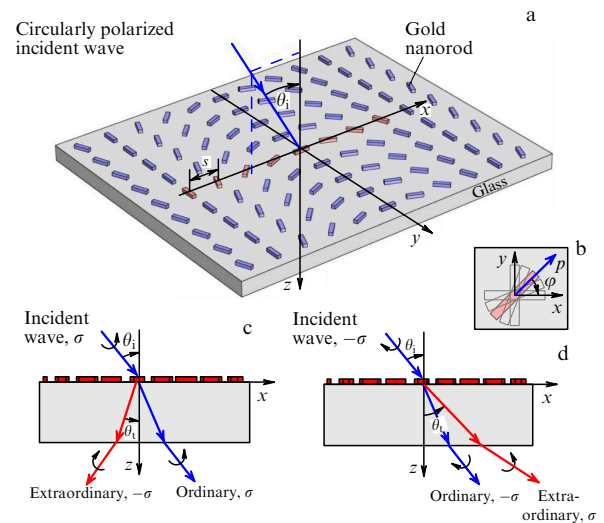 a
Circularly polarized
incident wave
Gold
nanorod
θi
x
s
Glass
y
z
b
y
p
φ
x
Incident
wave, σ
c
θi
x
θt
z
Extraordinary, −σ
Ordinary, σ
Incident
wave, −σ
d
θi
x
θt
z
Ordinary, −σ
Extra-
ordinary, σ